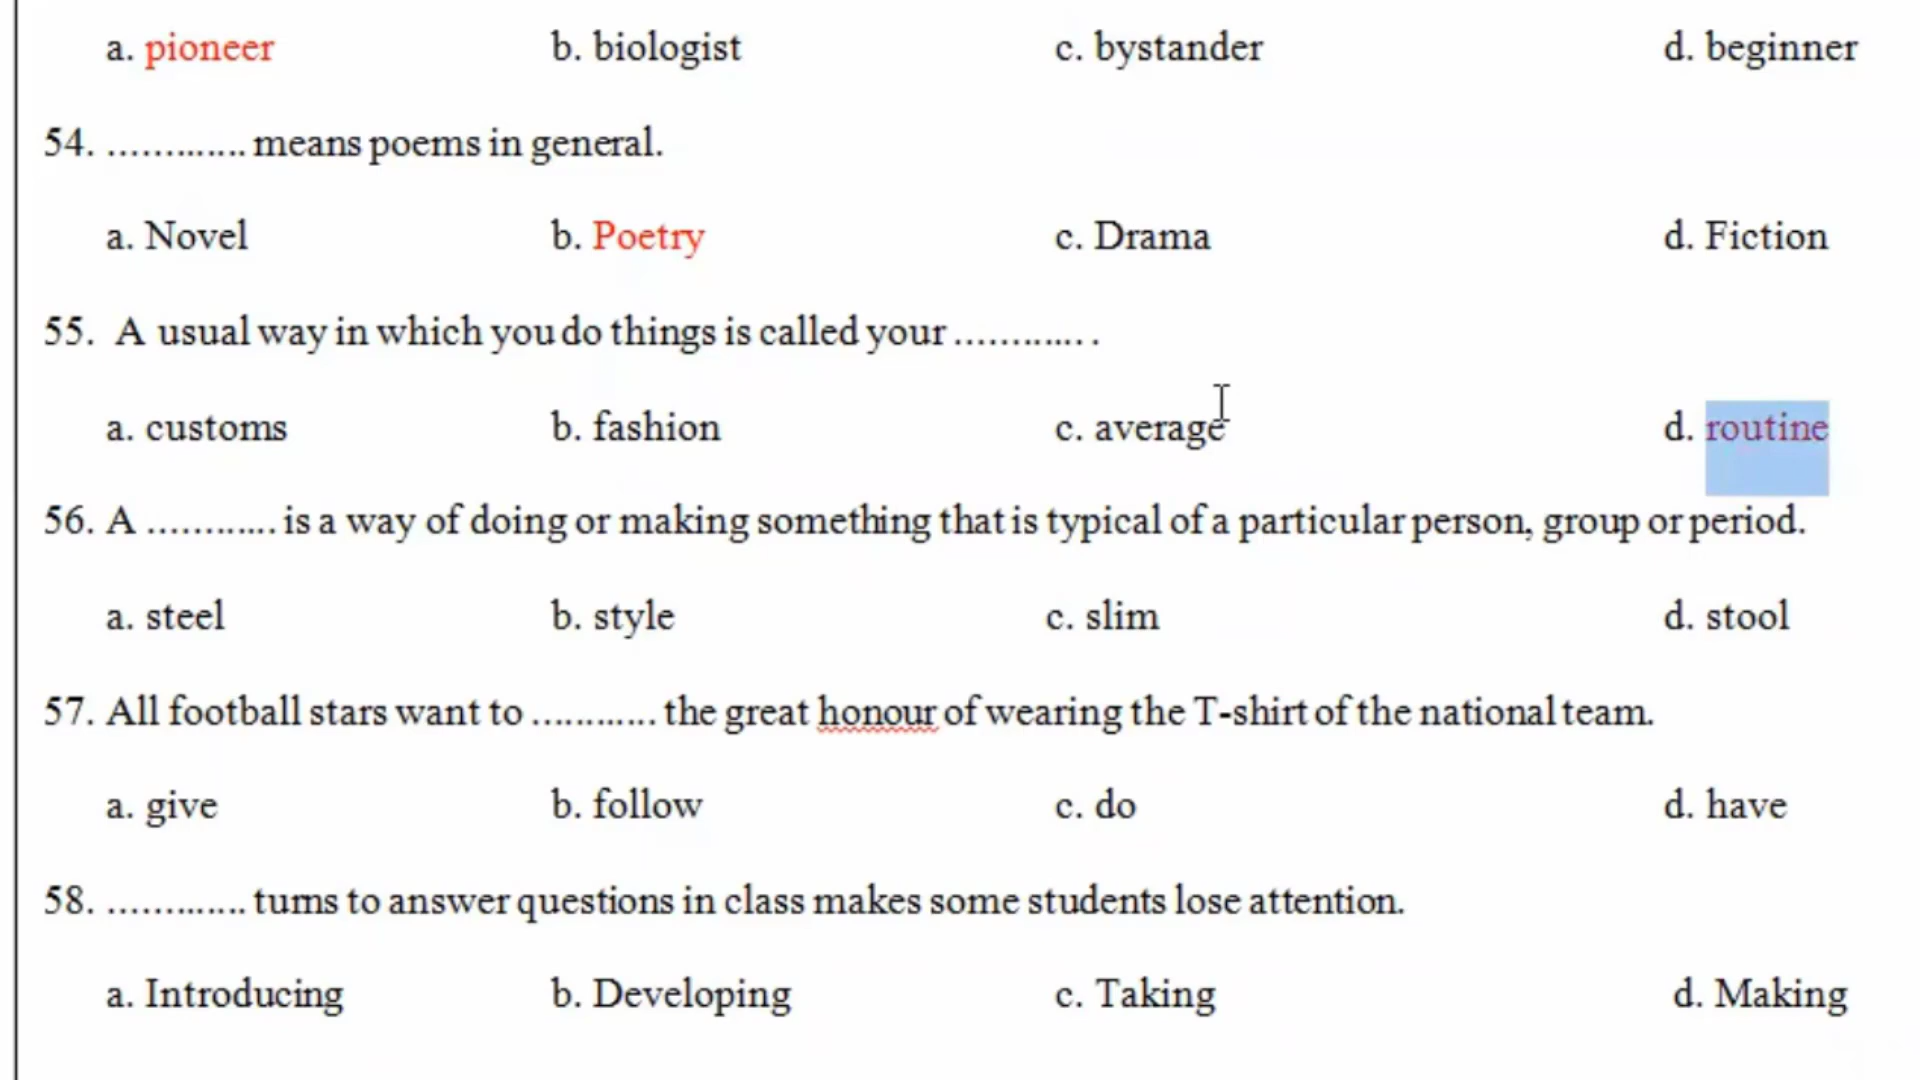 a. pioneer b. biologist c. bystander d. beginner
54. ............. means poems in general.
a. Novel b. Poetry c. Drama d. Fiction
55. A usual way in which you do things is called your ............ .
a. customs b. fashion c. average d. routine
56. A ............ is a way of doing or making something that is typical of a particular person, group or period.
a. steel b. style c. slim d. stool
57. All football stars want to ............ the great honour of wearing the T-shirt of the national team.
a. give b. follow c. do d. have
58. ............. turns to answer questions in class makes some students lose attention.
a. Introducing b. Developing c. Taking d. Making